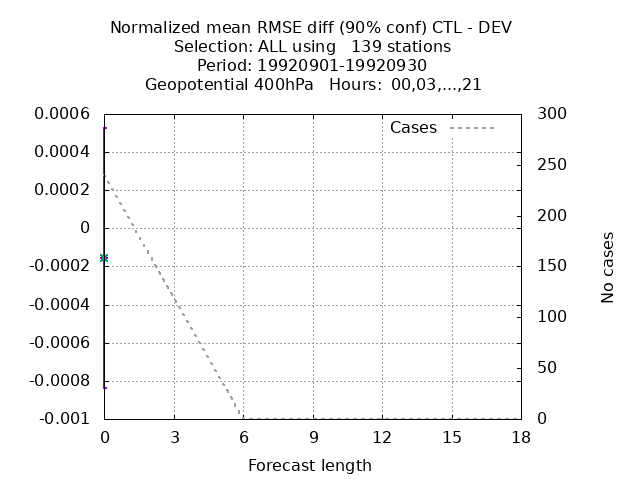 Normalized mean RMSE diff (90% conf) CTL - DEV
Selection: ALL using   139 stations
Period: 19920901-19920930
Geopotential 400hPa   Hours:  00,03,...,21
Cases
0.0006
0.0004
0.0002
0
-0.0002
-0.0004
-0.0006
-0.0008
-0.001
300
250
200
150
100
50
0
No cases
0 3 6 9 12 15 18
Forecast length